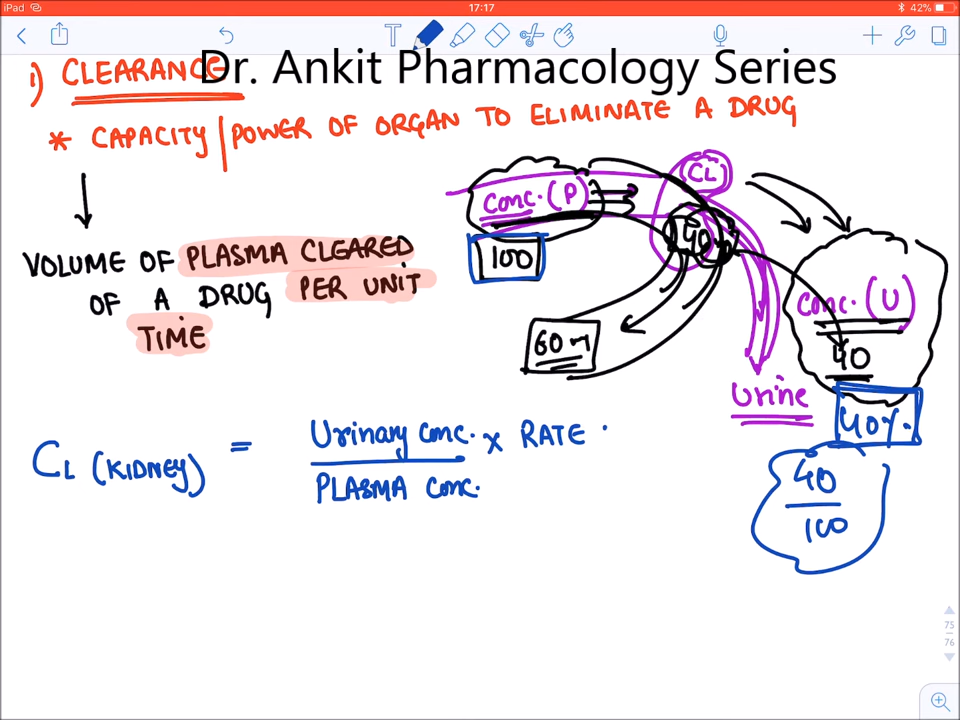 iPad
17:17
42%
Dr. Ankit Pharmacology Series
1) CLEARANCE
* CAPACITY/POWER OF ORGAN TO ELIMINATE A DRUG
VOLUME OF PLASMA CLEARED
OF A DRUG PER UNIT
TIME
CL
Conc. (P)
100
40
60
Conc. (U)
40
40%
Urine
40
100
CL (KIDNEY) = Urinary conc. x RATE
PLASMA conc.
75
76